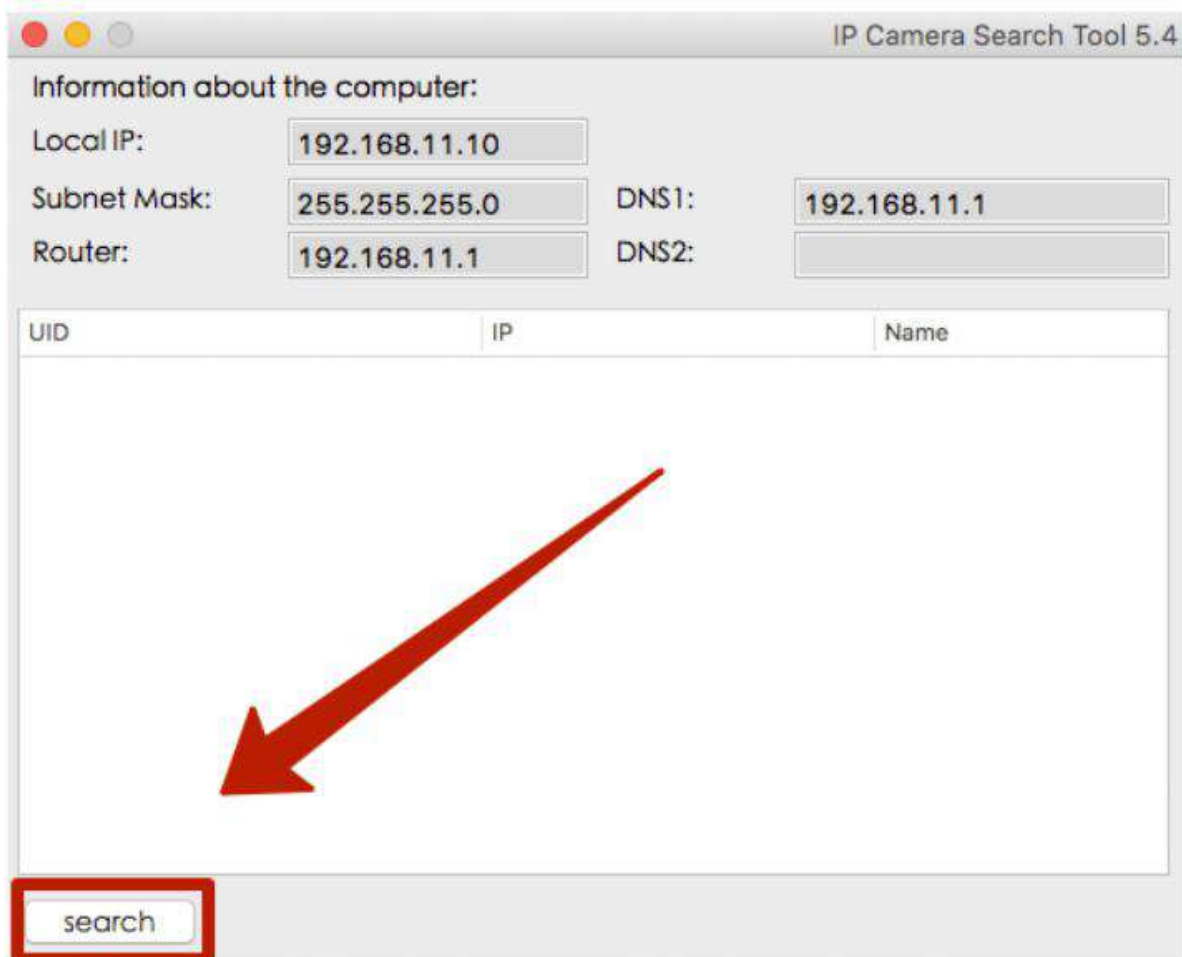 IP Camera Search Tool 5.4
Information about the computer:
Local IP: 192.168.11.10
Subnet Mask: 255.255.255.0 DNS1: 192.168.11.1
Router: 192.168.11.1 DNS2:
UID IP Name
search